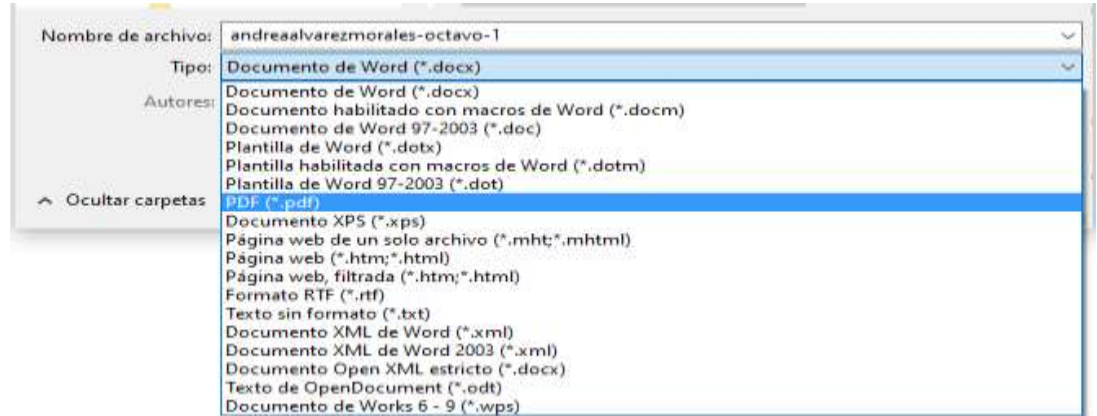 Nombre de archivo: andreaalvarezmorales-octavo-1
Tipo: Documento de Word (*.docx)
Autores:
Documento de Word (*.docx)
Documento habilitado con macros de Word (*.docm)
Documento de Word 97-2003 (*.doc)
Plantilla de Word (*.dotx)
Plantilla habilitada con macros de Word (*.dotm)
Plantilla de Word 97-2003 (*.dot)
Ocultar carpetas
PDF (*.pdf)
Documento XPS (*.xps)
Página web de un solo archivo (*.mht;*.mhtml)
Página web (*.htm;*.html)
Página web, filtrada (*.htm;*.html)
Formato RTF (*.rtf)
Texto sin formato (*.txt)
Documento XML de Word (*.xml)
Documento XML de Word 2003 (*.xml)
Documento Open XML estricto (*.docx)
Texto de OpenDocument (*.odt)
Documento de Works 6 - 9 (*.wps)